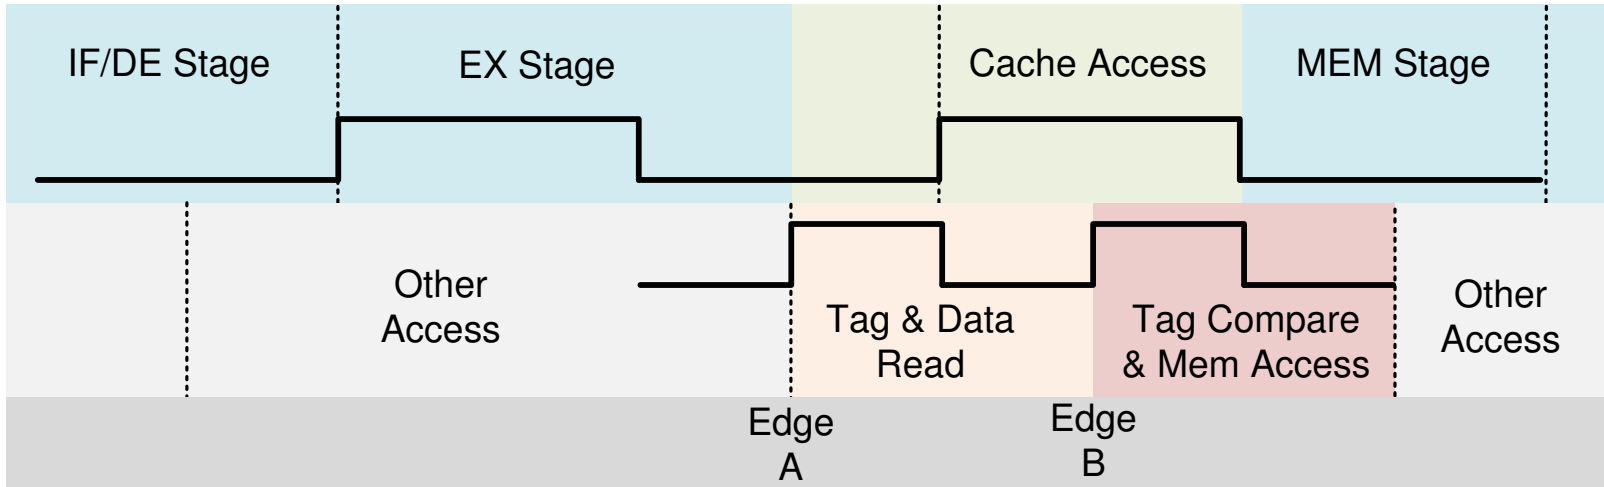 IF/DE Stage
EX Stage
Cache Access
MEM Stage
Other
Access
Tag & Data
Read
Tag Compare
& Mem Access
Other
Access
Edge
A
Edge
B